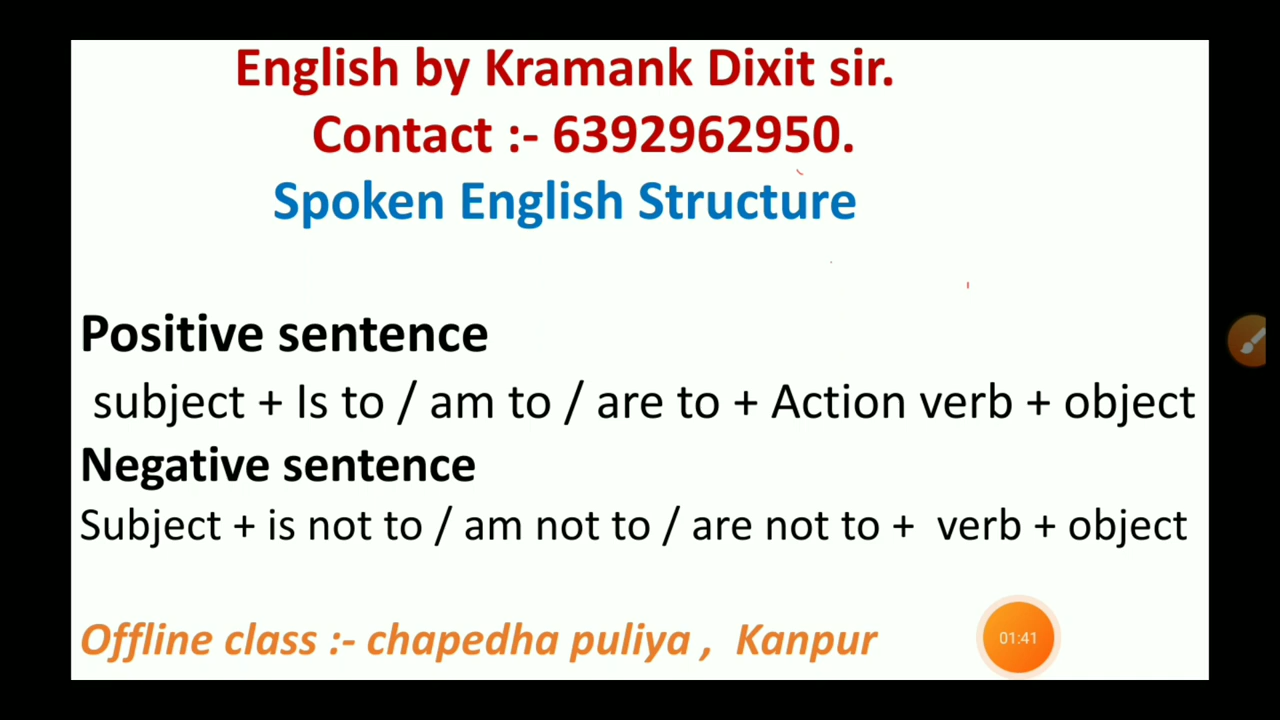 English by Kramank Dixit sir.
Contact :- 6392962950.
Spoken English Structure
Positive sentence
subject + Is to / am to / are to + Action verb + object
Negative sentence
Subject + is not to / am not to / are not to + verb + object
Offline class :- chapedha puliya , Kanpur
01:41